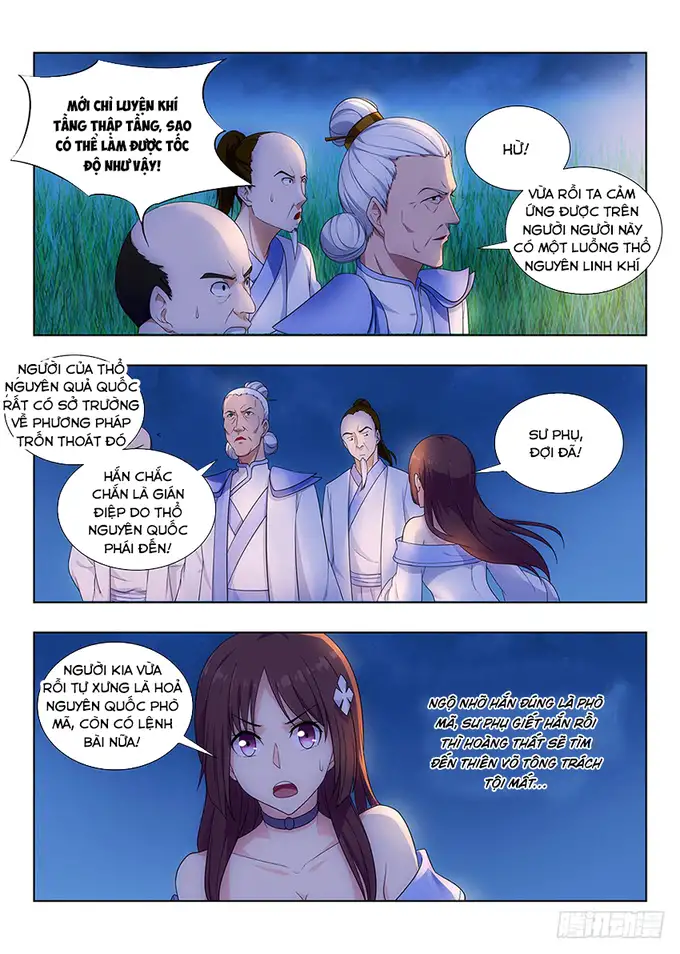 MỚI CHỈ LUYỆN KHÍ
TẦNG THẬP TẦNG, SAO
CÓ THỂ LÀM ĐƯỢC TỐC
ĐỘ NHƯ VẬY!
HỪ!
VỪA RỒI TA CẢM
ỨNG ĐƯỢC TRÊN
NGƯỜI NGƯỜI NÀY
CÓ MỘT LUỒNG THỔ
NGUYÊN LINH KHÍ
NGƯỜI CỦA THỔ
NGUYÊN QUẢ QUỐC
RẤT CÓ SỞ TRƯỜNG
VỀ PHƯƠNG PHÁP
TRỐN THOÁT ĐÓ
HẮN CHẮC
CHẮN LÀ GIÁN
ĐIỆP DO THỔ
NGUYÊN QUỐC
PHÁI ĐẾN!
SƯ PHỤ,
ĐỢI ĐÃ!
NGƯỜI KIA VỪA
RỒI TỰ XƯNG LÀ HOẢ
NGUYÊN QUỐC PHÒ
MÃ, CÒN CÓ LỆNH
BÀI NỮA!
NGỘ NHỠ HẮN ĐÚNG LÀ PHÒ
MÃ, SƯ PHỤ GIẾT HẮN RỒI
THÌ HOÀNG THẤT SẼ TÌM
ĐẾN THIÊN VÕ TÔNG TRÁCH
TỘI MẤT...
腾讯动漫